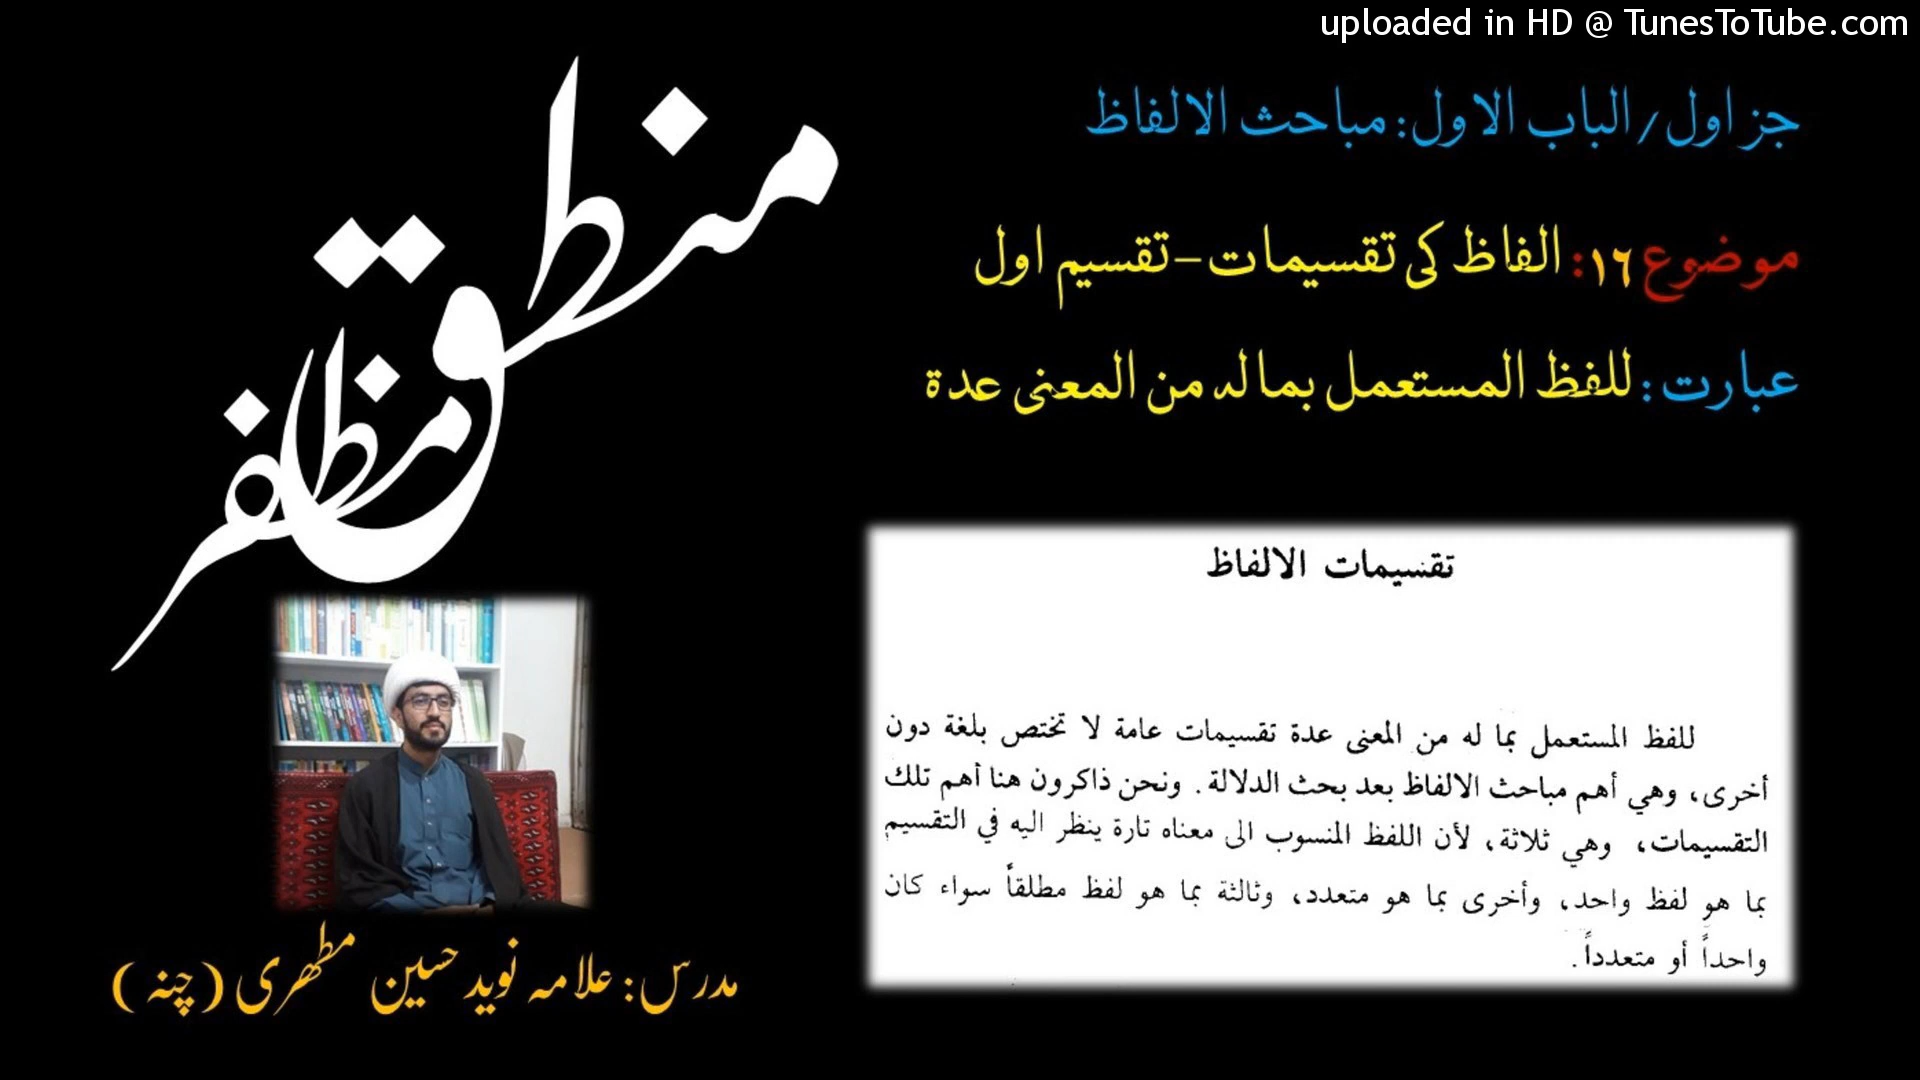 uploaded in HD @ TunesToTube.com
منطق
مظفر
جز اول/الباب الاول: مباحث الالفاظ
موضوع ۱۶: الفاظ کی تقسیمات-تقسیم اول
عبارت: للفظ المستعمل بما له من المعنی عدة
تقسيمات الالفاظ
للفظ المستعمل بما له من المعنى عدة تقسيمات عامة لا تختص بلغة دون
أخرى، وهي أهم مباحث الالفاظ بعد بحث الدلالة. ونحن ذاكرون هنا أهم تلك
التقسيمات، وهي ثلاثة، لأن اللفظ المنسوب الى معناه تارة ينظر اليه في التقسيم
بما هو لفظ واحد، وأخرى بما هو متعدد، وثالثة بما هو لفظ مطلقاً سواء كان
واحداً أو متعدداً.
مدرس: علامہ نوید حسین مطھری (چنہ)